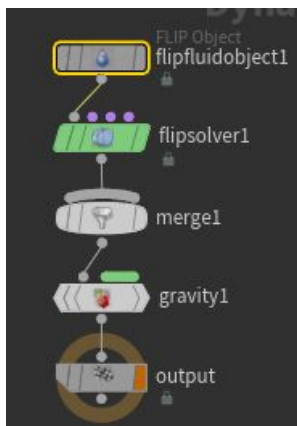 FLIP Object
flipfluidobject1
flipsolver1
merge1
gravity1
output